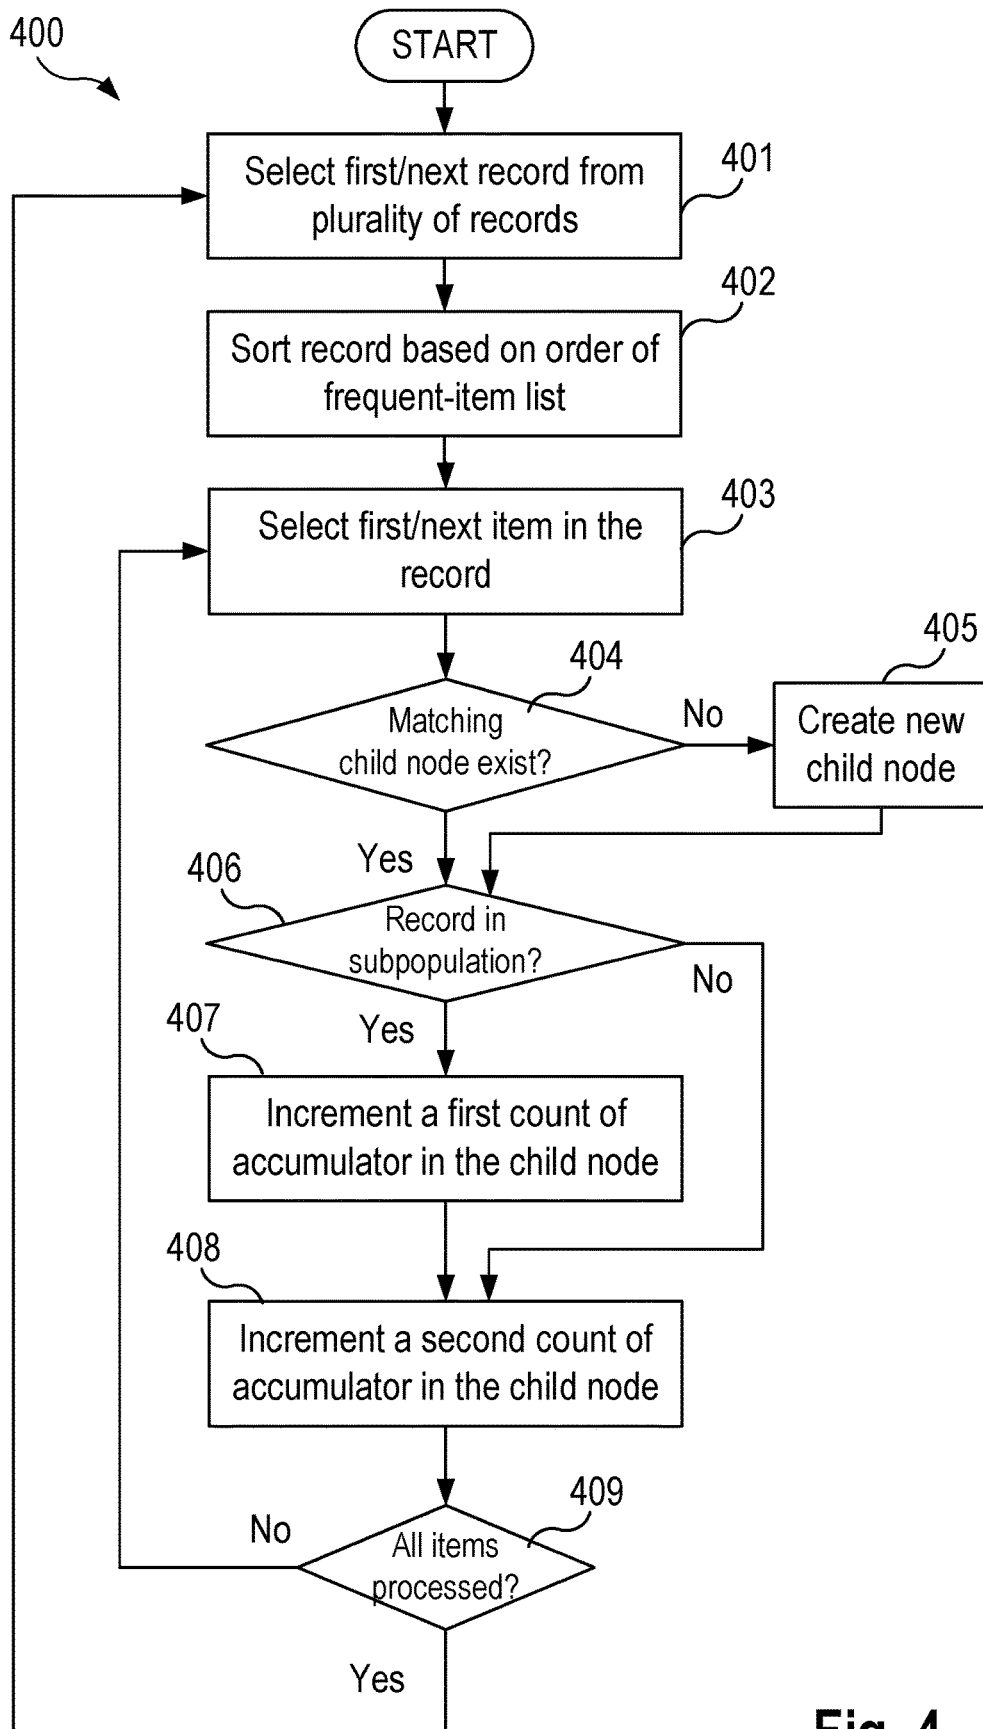 400
START
Select first/next record from
plurality of records
401
402
Sort record based on order of
frequent-item list
403
Select first/next item in the
record
404
Matching
child node exist?
No
405
Create new
child node
Yes
406
Record in
subpopulation?
No
Yes
407
Increment a first count of
accumulator in the child node
408
Increment a second count of
accumulator in the child node
409
No
All items
processed?
Yes
Fig. 4